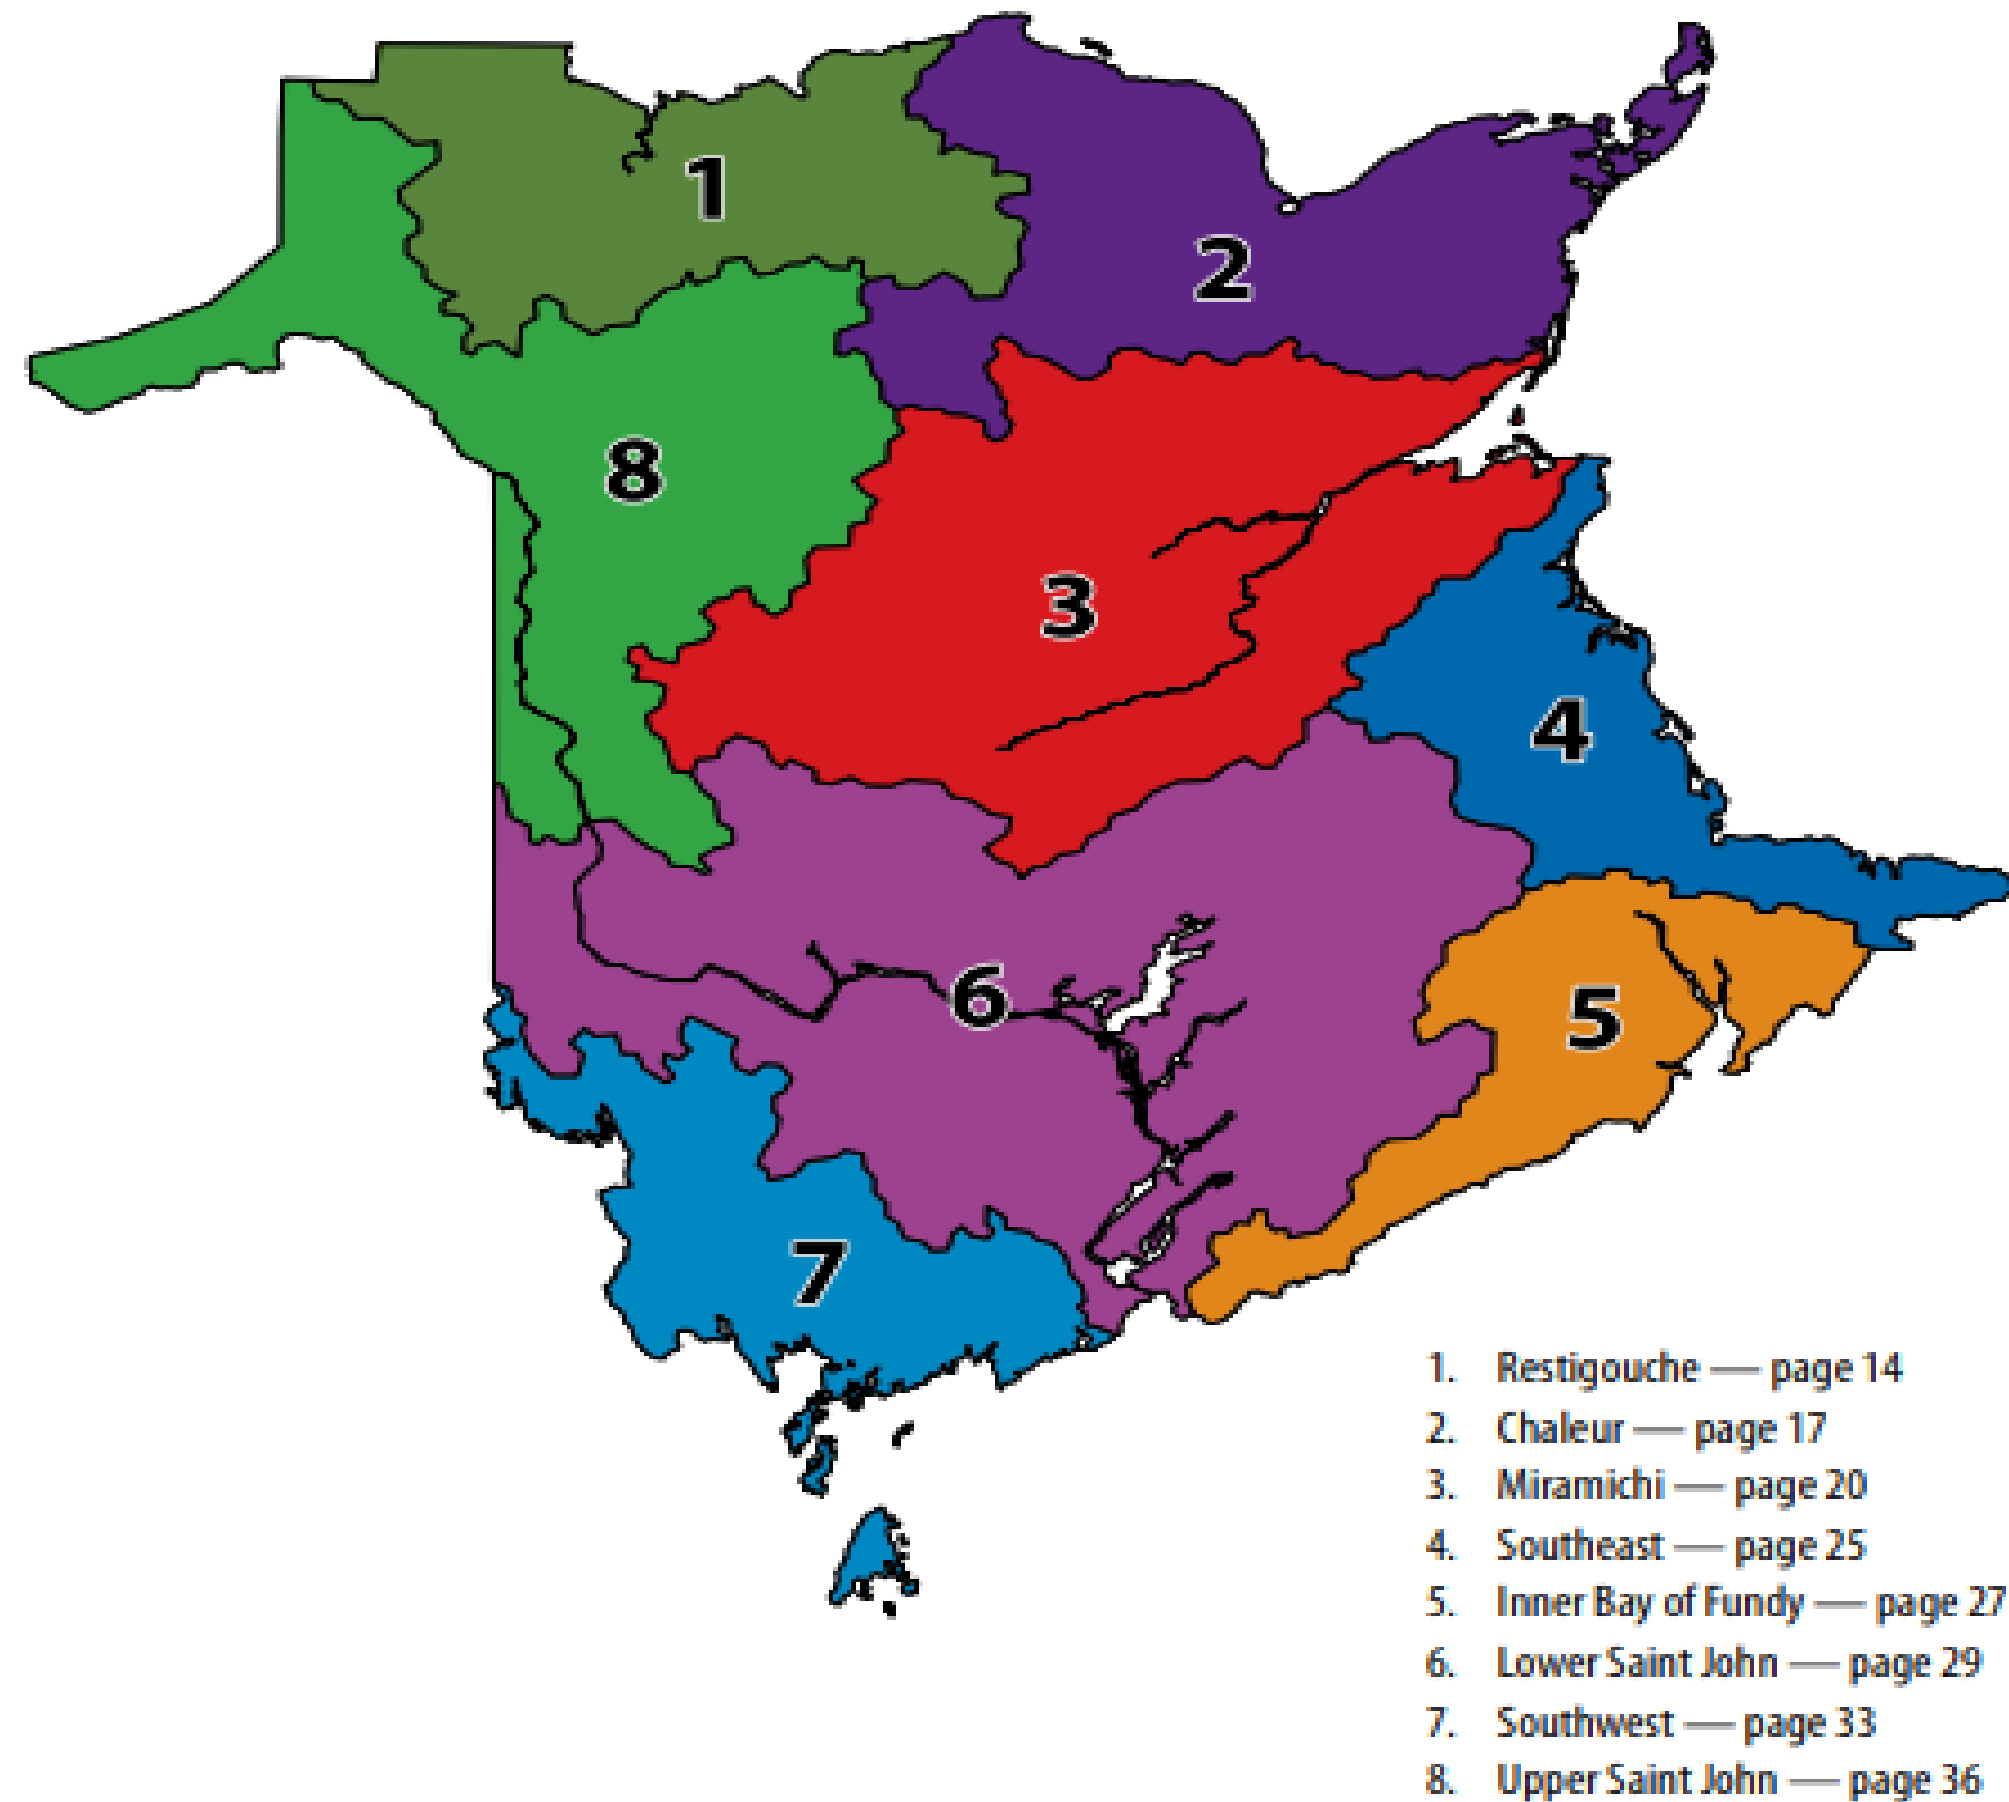 1
2
8
3
4
6
5
7
1. Restigouche — page 14
2. Chaleur — page 17
3. Miramichi — page 20
4. Southeast — page 25
5. Inner Bay of Fundy — page 27
6. Lower Saint John — page 29
7. Southwest — page 33
8. Upper Saint John — page 36